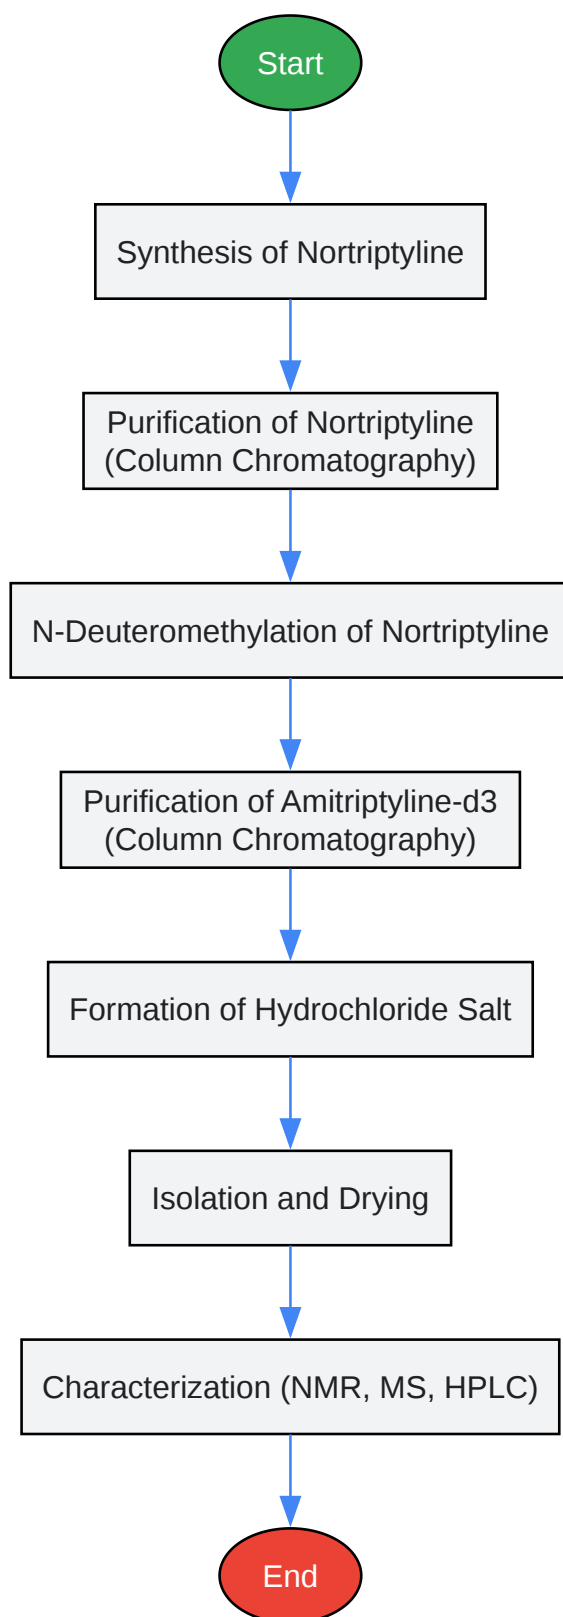 Start
Synthesis of Nortriptyline
Purification of Nortriptyline
(Column Chromatography)
N-Deuteromethylation of Nortriptyline
Purification of Amitriptyline-d3
(Column Chromatography)
Formation of Hydrochloride Salt
Isolation and Drying
Characterization (NMR, MS, HPLC)
End